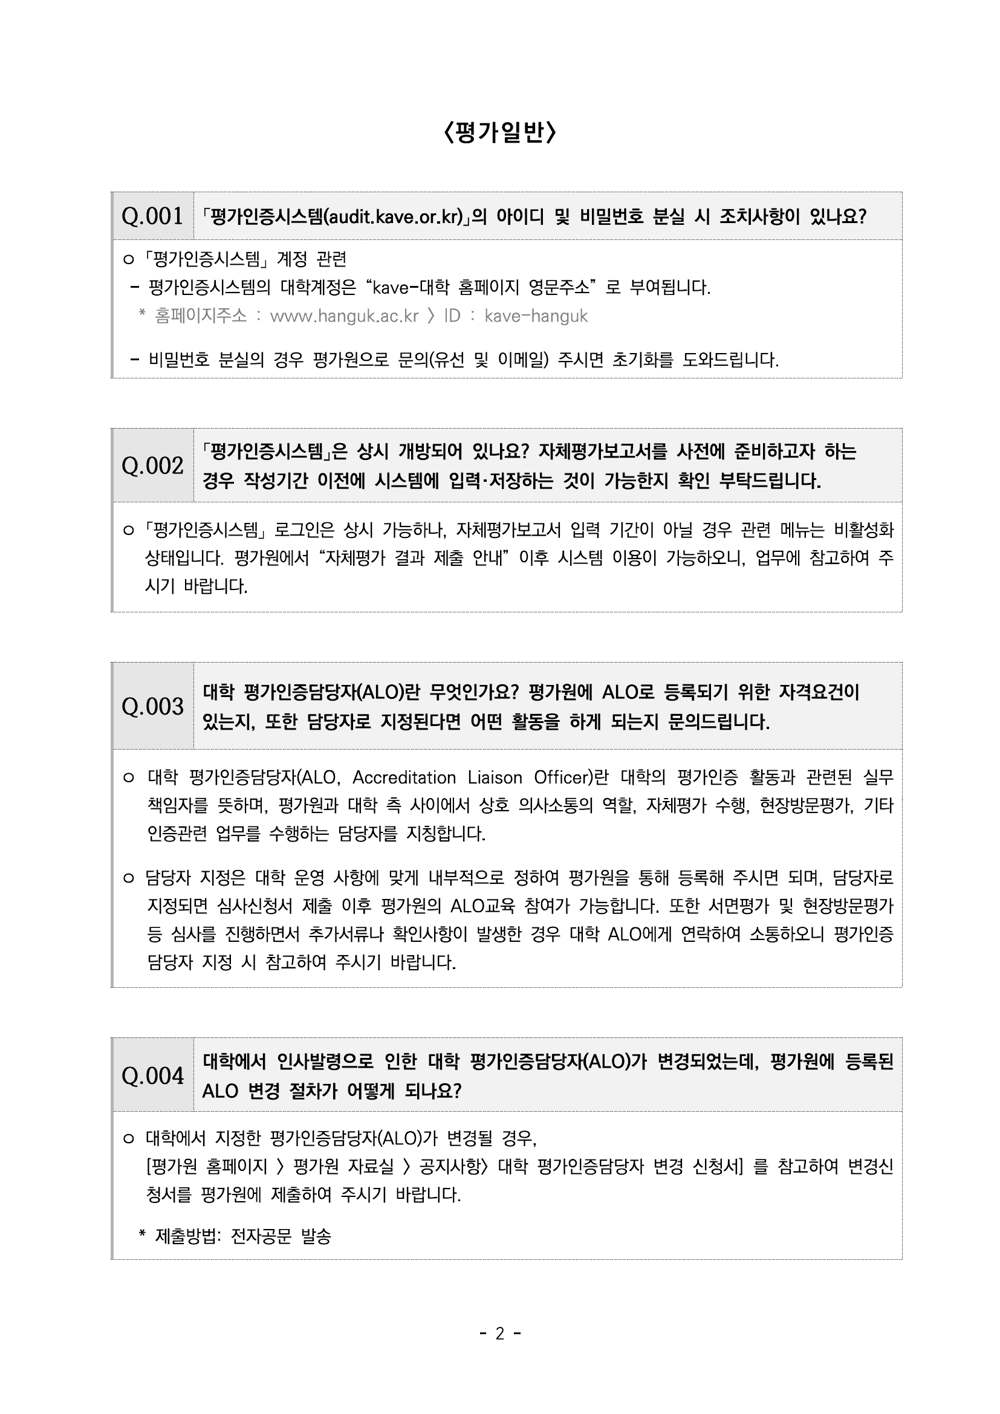 〈평가일반〉
Q.001
「평가인증시스템(audit.kave.or.kr)」의 아이디 및 비밀번호 분실 시 조치사항이 있나요?
ㅇ 「평가인증시스템」 계정 관련
- 평가인증시스템의 대학계정은 “kave-대학 홈페이지 영문주소” 로 부여됩니다.
* 홈페이지주소 : www.hanguk.ac.kr 〉 ID : kave-hanguk
- 비밀번호 분실의 경우 평가원으로 문의(유선 및 이메일) 주시면 초기화를 도와드립니다.
Q.002
「평가인증시스템」은 상시 개방되어 있나요? 자체평가보고서를 사전에 준비하고자 하는
경우 작성기간 이전에 시스템에 입력·저장하는 것이 가능한지 확인 부탁드립니다.
ㅇ 「평가인증시스템」 로그인은 상시 가능하나, 자체평가보고서 입력 기간이 아닐 경우 관련 메뉴는 비활성화
상태입니다. 평가원에서 “자체평가 결과 제출 안내” 이후 시스템 이용이 가능하오니, 업무에 참고하여 주
시기 바랍니다.
Q.003
대학 평가인증담당자(ALO)란 무엇인가요? 평가원에 ALO로 등록되기 위한 자격요건이
있는지, 또한 담당자로 지정된다면 어떤 활동을 하게 되는지 문의드립니다.
ㅇ 대학 평가인증담당자(ALO, Accreditation Liaison Officer)란 대학의 평가인증 활동과 관련된 실무
책임자를 뜻하며, 평가원과 대학 측 사이에서 상호 의사소통의 역할, 자체평가 수행, 현장방문평가, 기타
인증관련 업무를 수행하는 담당자를 지칭합니다.
ㅇ 담당자 지정은 대학 운영 사항에 맞게 내부적으로 정하여 평가원을 통해 등록해 주시면 되며, 담당자로
지정되면 심사신청서 제출 이후 평가원의 ALO교육 참여가 가능합니다. 또한 서면평가 및 현장방문평가
등 심사를 진행하면서 추가서류나 확인사항이 발생한 경우 대학 ALO에게 연락하여 소통하오니 평가인증
담당자 지정 시 참고하여 주시기 바랍니다.
Q.004
대학에서 인사발령으로 인한 대학 평가인증담당자(ALO)가 변경되었는데, 평가원에 등록된
ALO 변경 절차가 어떻게 되나요?
ㅇ 대학에서 지정한 평가인증담당자(ALO)가 변경될 경우,
[평가원 홈페이지 〉 평가원 자료실 〉 공지사항〉 대학 평가인증담당자 변경 신청서] 를 참고하여 변경신
청서를 평가원에 제출하여 주시기 바랍니다.
* 제출방법: 전자공문 발송
- 2 -